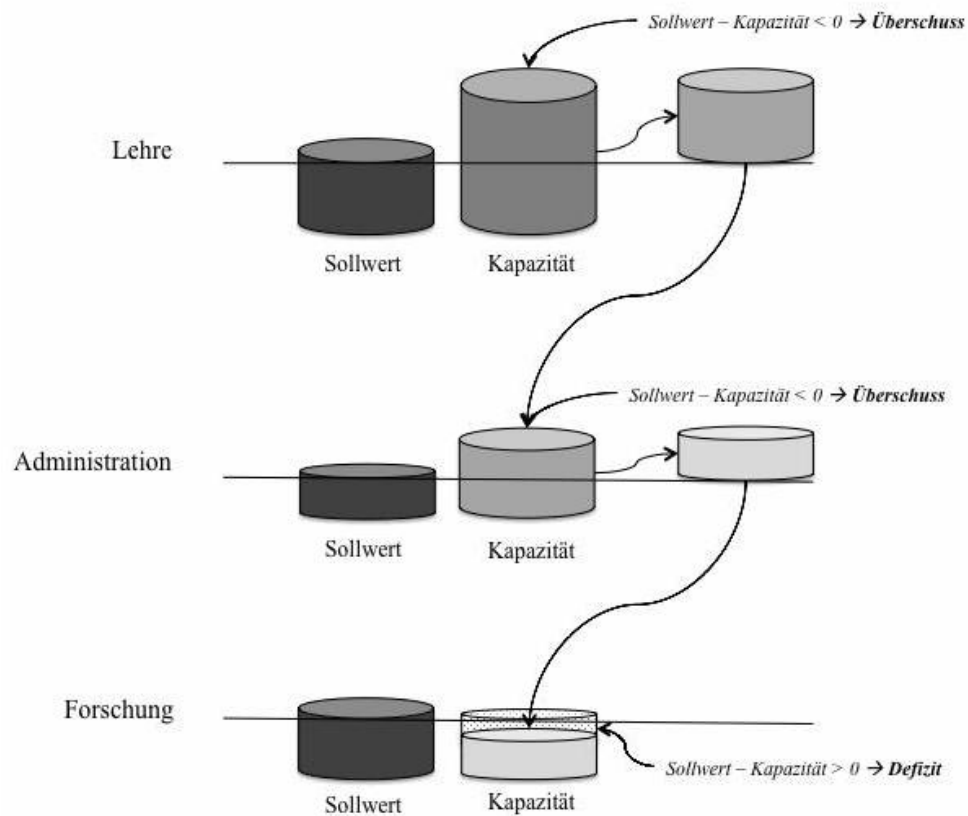 Sollwert – Kapazität < 0 → Überschuss
Lehre
Sollwert
Kapazität
Sollwert – Kapazität < 0 → Überschuss
Administration
Sollwert
Kapazität
Forschung
Sollwert – Kapazität > 0 → Defizit
Sollwert
Kapazität